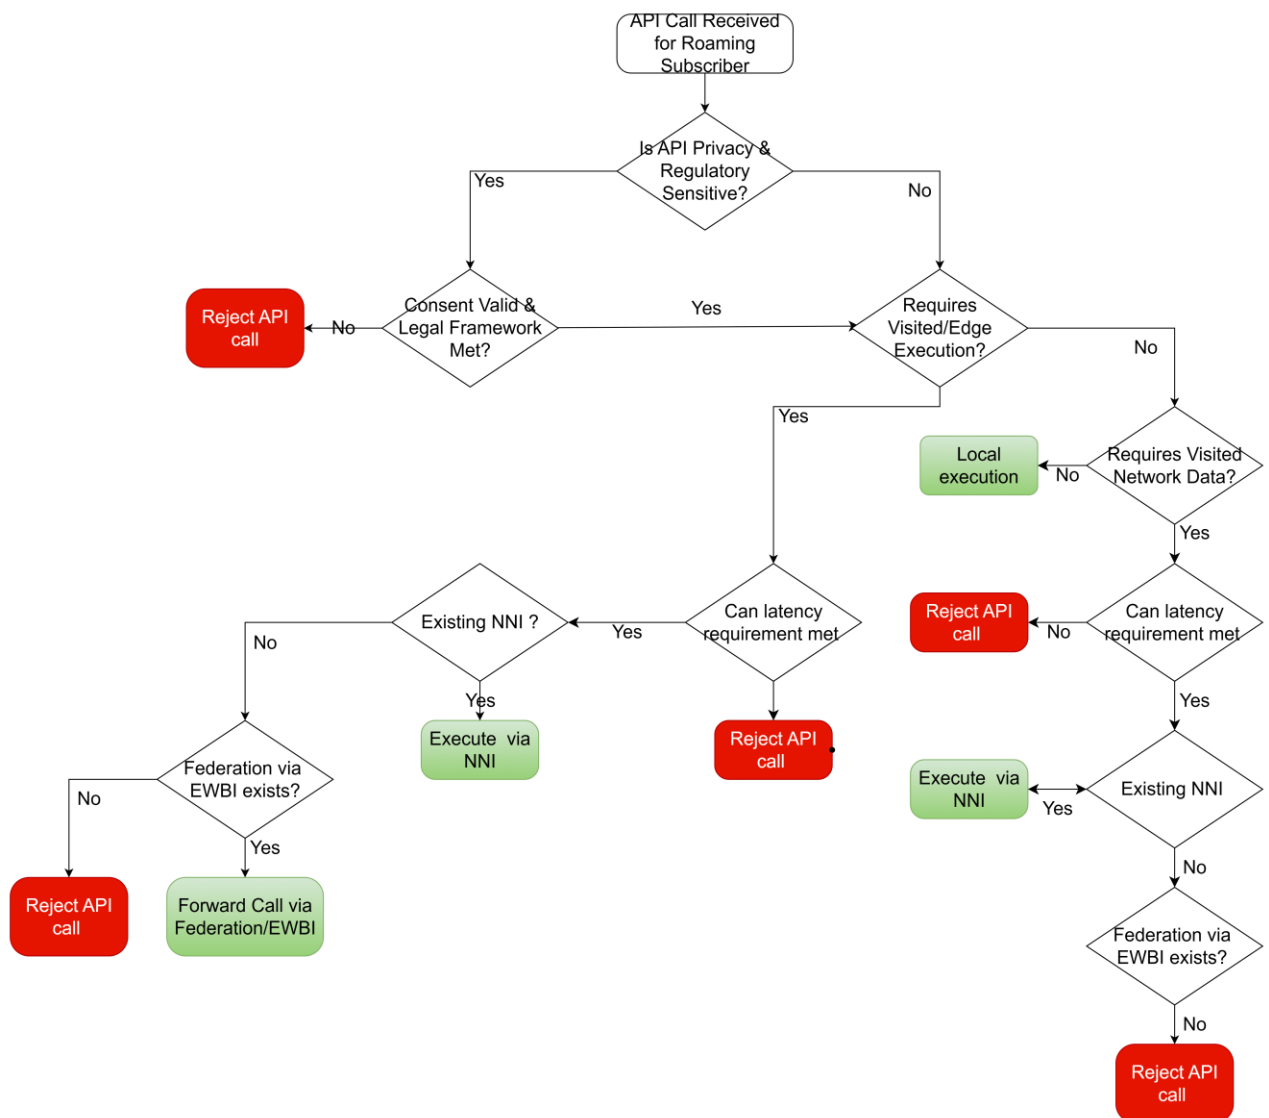 API Call Received
for Roaming
Subscriber
Is API Privacy &
Regulatory
Sensitive?
Yes
No
Reject API
call
No
Consent Valid &
Legal Framework
Met?
Yes
Requires
Visited/Edge
Execution?
No
Yes
Local
execution
No
Requires Visited
Network Data?
Yes
Existing NNI ?
Yes
Can latency
requirement met
Reject API
call
No
Can latency
requirement met
No
Yes
Yes
Execute via
NNI
Reject API
call
Federation via
EWBI exists?
Execute via
NNI
Yes
Existing NNI
No
Yes
No
Reject API
call
Forward Call via
Federation/EWBI
Federation via
EWBI exists?
No
Reject API
call